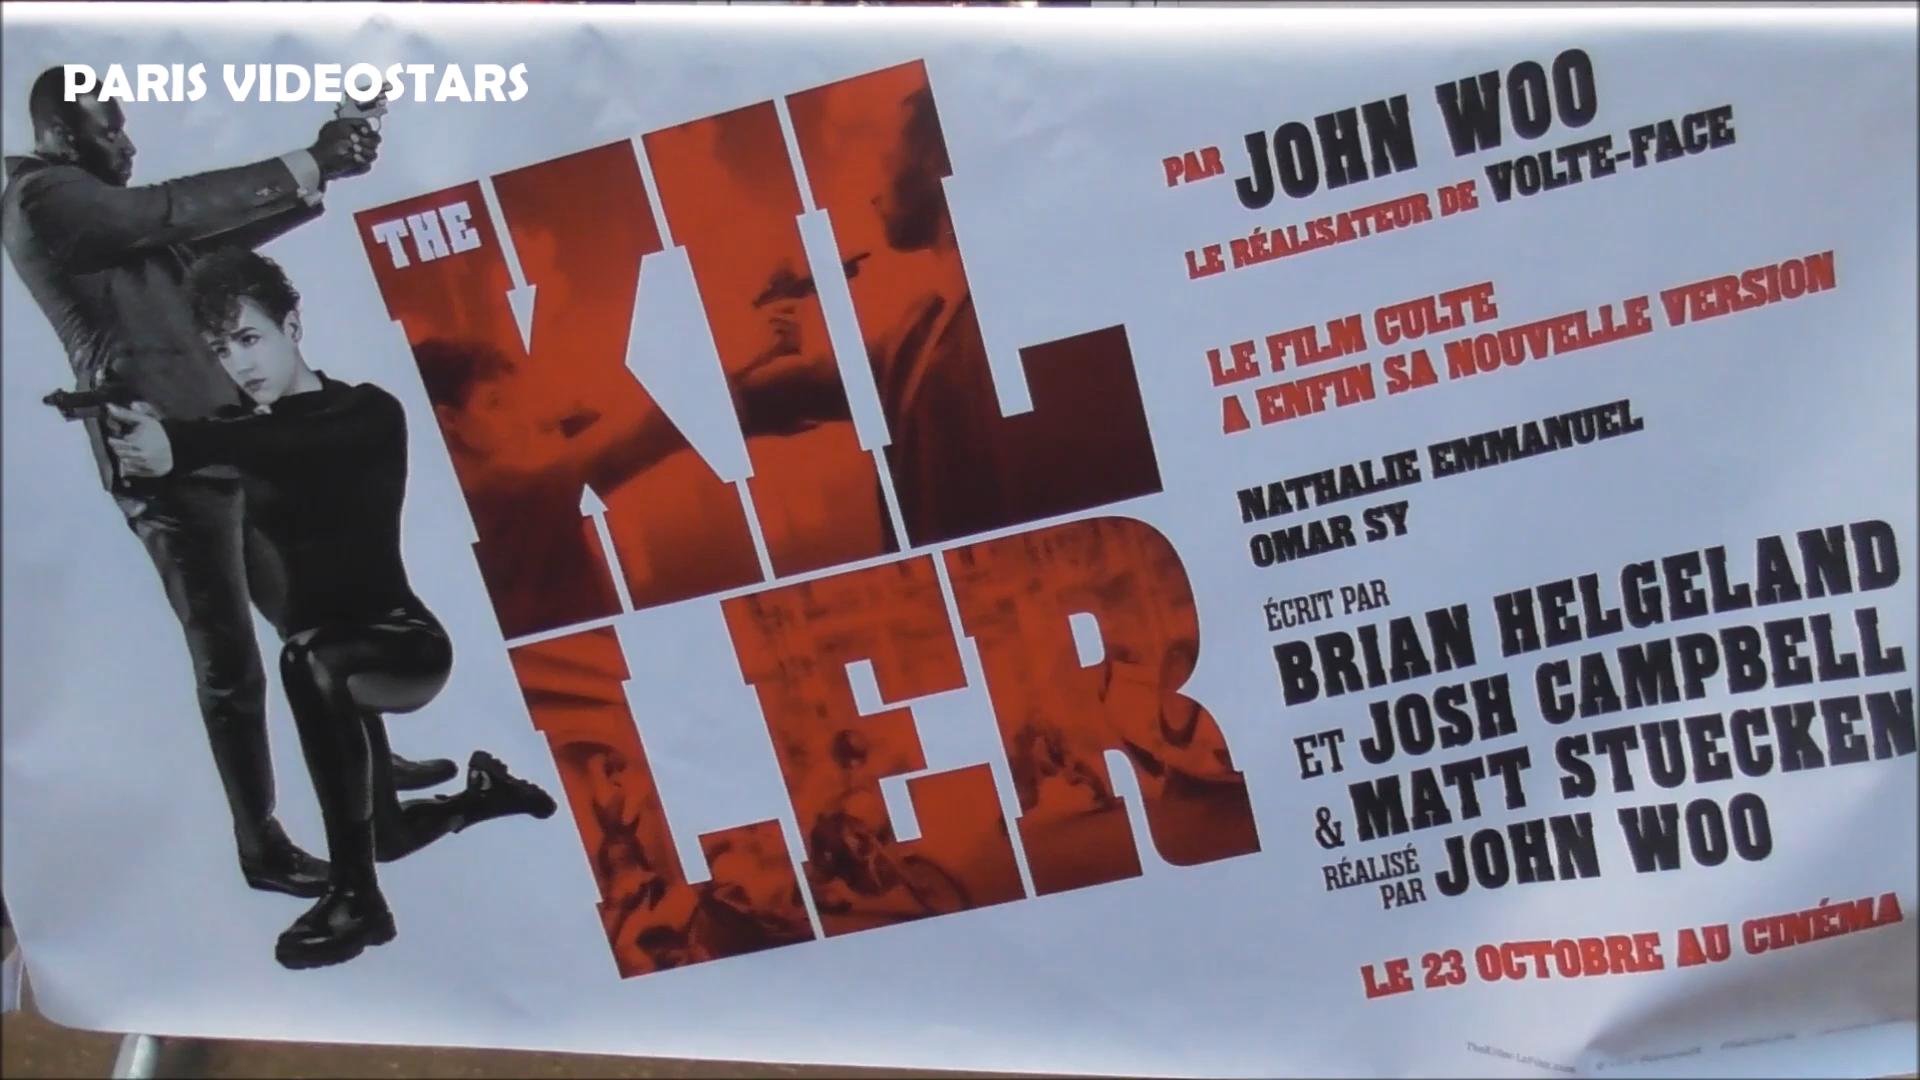 PARIS VIDEOSTARS
THE
KIL
LER
PAR JOHN WOO
LE RÉALISATEUR DE VOLTE-FACE
LE FILM CULTE
A ENFIN SA NOUVELLE VERSION
NATHALIE EMMANUEL
OMAR SY
ÉCRIT PAR
BRIAN HELGELAND
ET JOSH CAMPBELL
& MATT STUECKEN
RÉALISÉ PAR JOHN WOO
LE 23 OCTOBRE AU CINÉMA